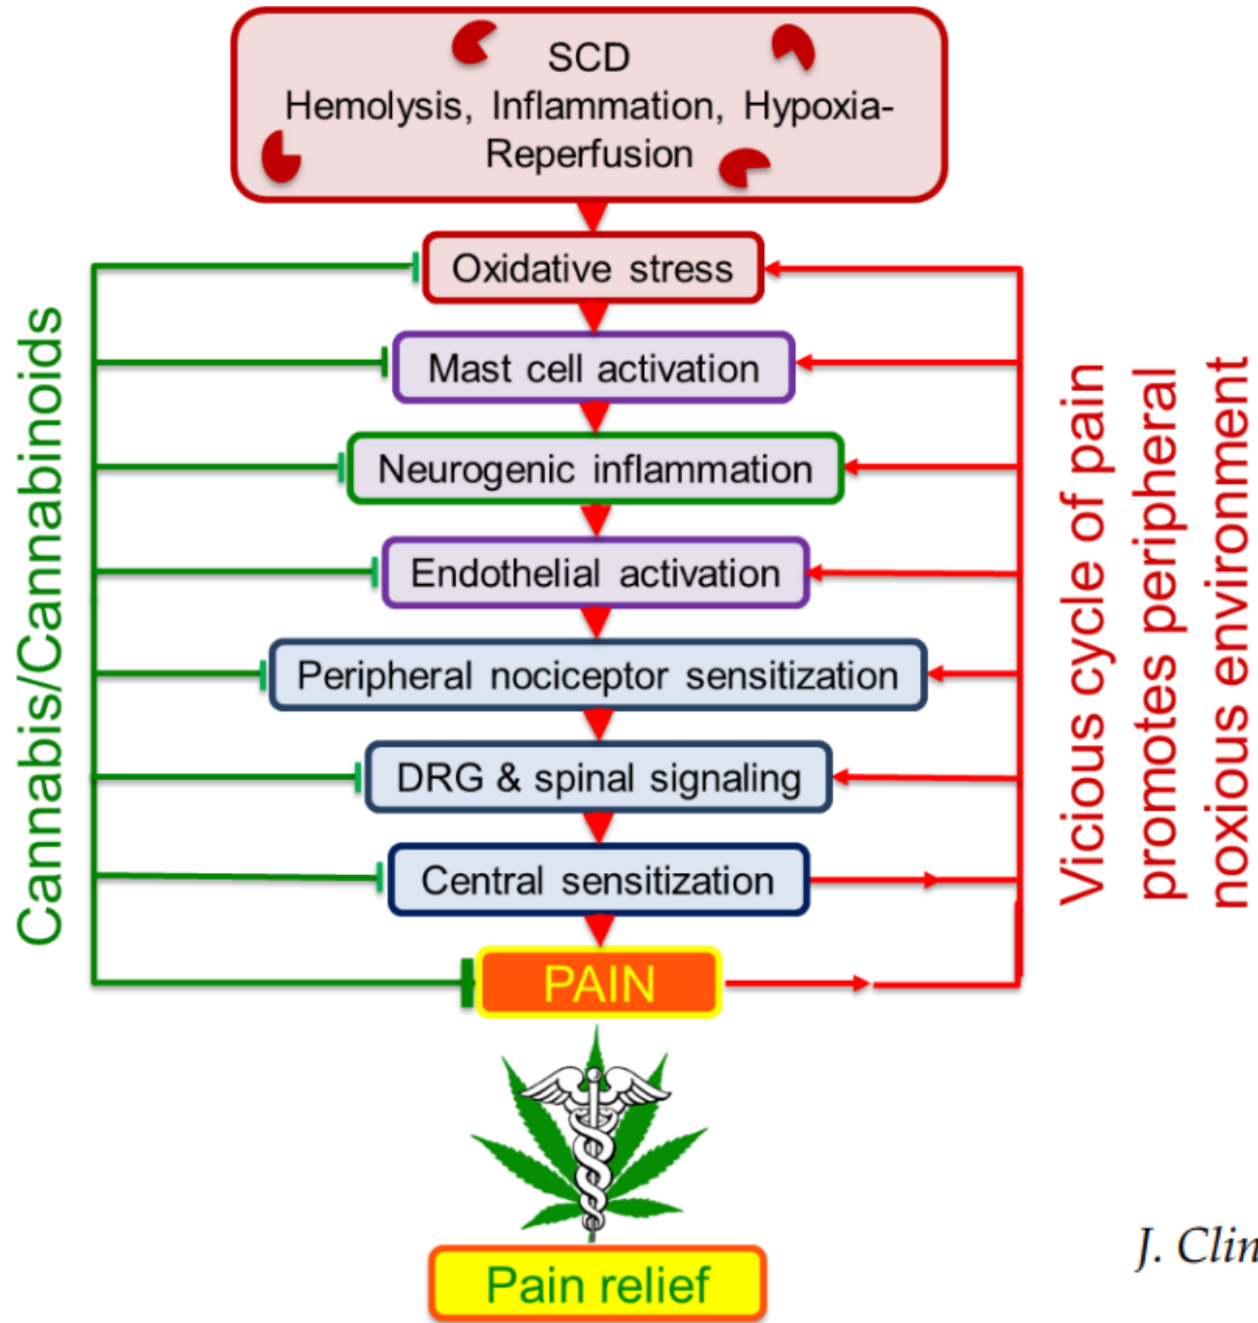 SCD
Hemolysis, Inflammation, Hypoxia-
Reperfusion
Oxidative stress
Mast cell activation
Neurogenic inflammation
Endothelial activation
Peripheral nociceptor sensitization
DRG & spinal signaling
Central sensitization
PAIN
Pain relief
Cannabis/Cannabinoids
Vicious cycle of pain
promotes peripheral
noxious environment
J. Clin